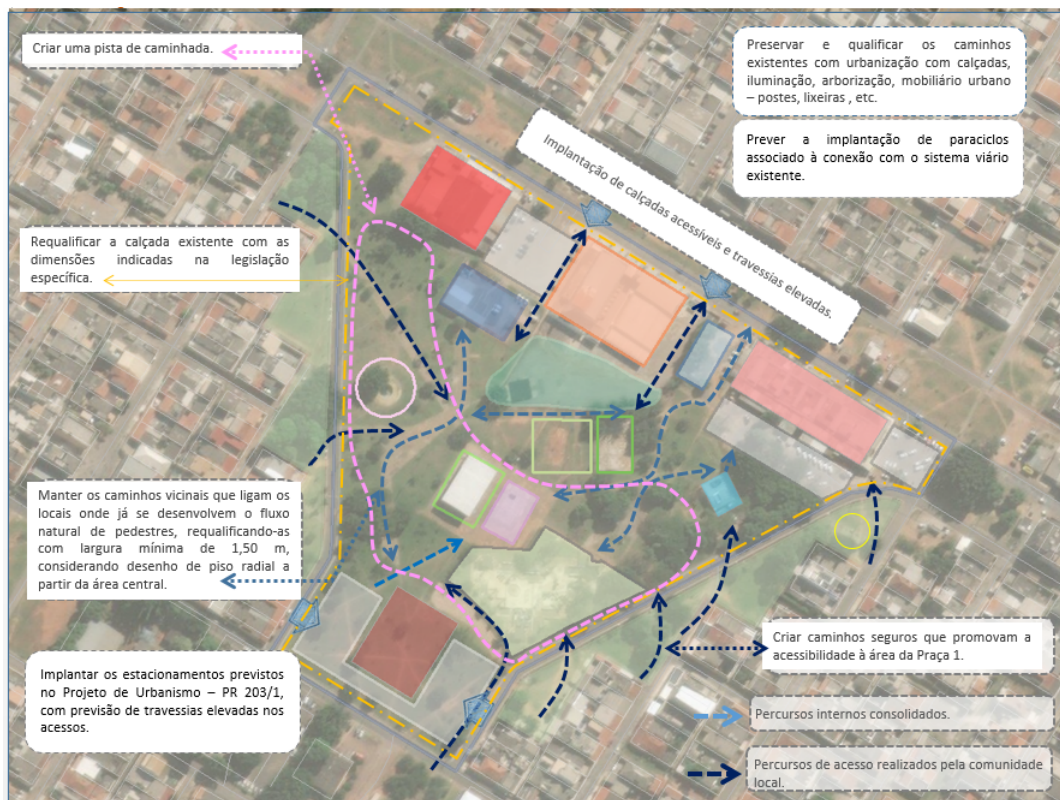 Criar uma pista de caminhada.
Preservar e qualificar os caminhos
existentes com urbanização com calçadas,
iluminação, arborização, mobiliário urbano
– postes, lixeiras , etc.
Prever a implantação de paraciclos
associado à conexão com o sistema viário
existente.
Implantação de calçadas acessíveis e travessias elevadas.
Requalificar a calçada existente com as
dimensões indicadas na legislação
específica.
Manter os caminhos vicinais que ligam os
locais onde já se desenvolvem o fluxo
natural de pedestres, requalificando-as
com largura mínima de 1,50 m,
considerando desenho de piso radial a
partir da área central.
Criar caminhos seguros que promovam a
acessibilidade à área da Praça 1.
Implantar os estacionamentos previstos
no Projeto de Urbanismo – PR 203/1,
com previsão de travessias elevadas nos
acessos.
Percursos internos consolidados.
Percursos de acesso realizados pela comunidade
local.